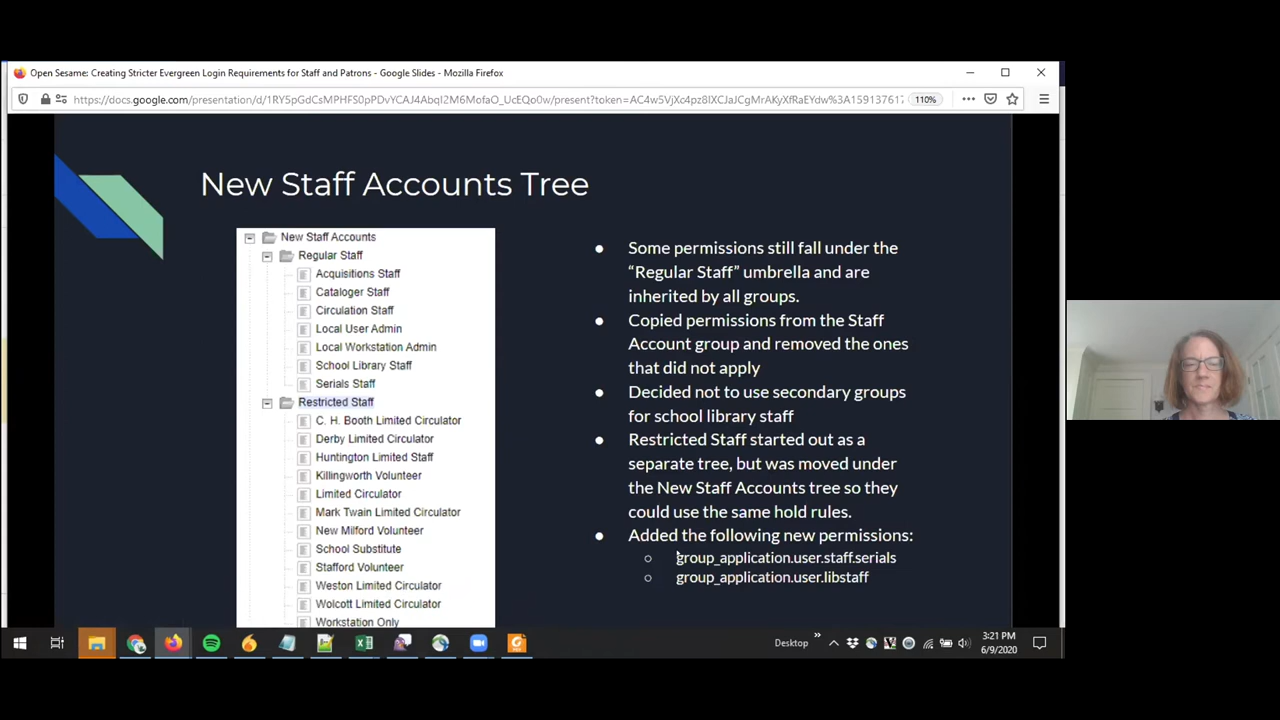 Open Sesame: Creating Stricter Evergreen Login Requirements for Staff and Patrons - Google Slides - Mozilla Firefox
110%
New Staff Accounts Tree
New Staff Accounts
Regular Staff
Acquisitions Staff
Cataloger Staff
Circulation Staff
Local User Admin
Local Workstation Admin
School Library Staff
Serials Staff
Restricted Staff
C. H. Booth Limited Circulator
Derby Limited Circulator
Huntington Limited Staff
Killingworth Volunteer
Limited Circulator
Mark Twain Limited Circulator
New Milford Volunteer
School Substitute
Stafford Volunteer
Weston Limited Circulator
Wolcott Limited Circulator
Workstation Only
Some permissions still fall under the
“Regular Staff” umbrella and are
inherited by all groups.
Copied permissions from the Staff
Account group and removed the ones
that did not apply
Decided not to use secondary groups
for school library staff
Restricted Staff started out as a
separate tree, but was moved under
the New Staff Accounts tree so they
could use the same hold rules.
Added the following new permissions:
group_application.user.staff.serials
group_application.user.libstaff
Desktop
3:21 PM
6/9/2020